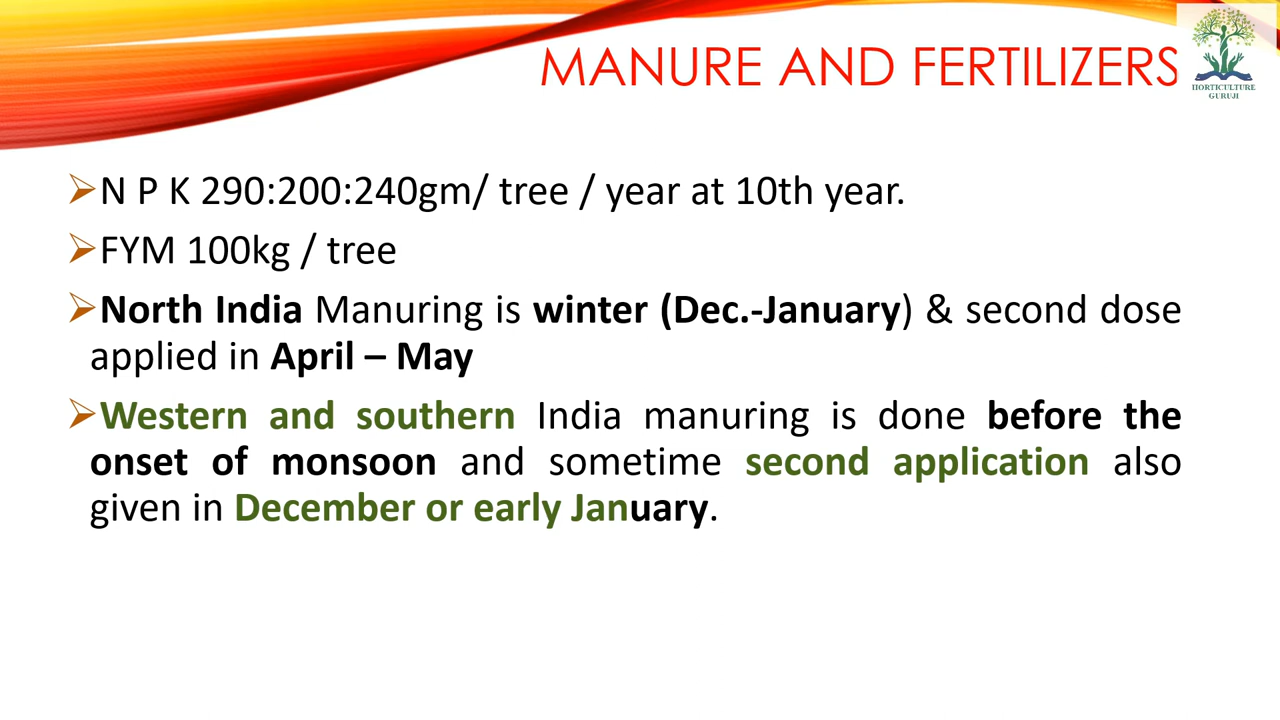 MANURE AND FERTILIZERS
HORTICULTURE
GURUJI
➢N P K 290:200:240gm/ tree / year at 10th year.
➢FYM 100kg / tree
➢North India Manuring is winter (Dec.-January) & second dose
applied in April – May
➢Western and southern India manuring is done before the
onset of monsoon and sometime second application also
given in December or early January.